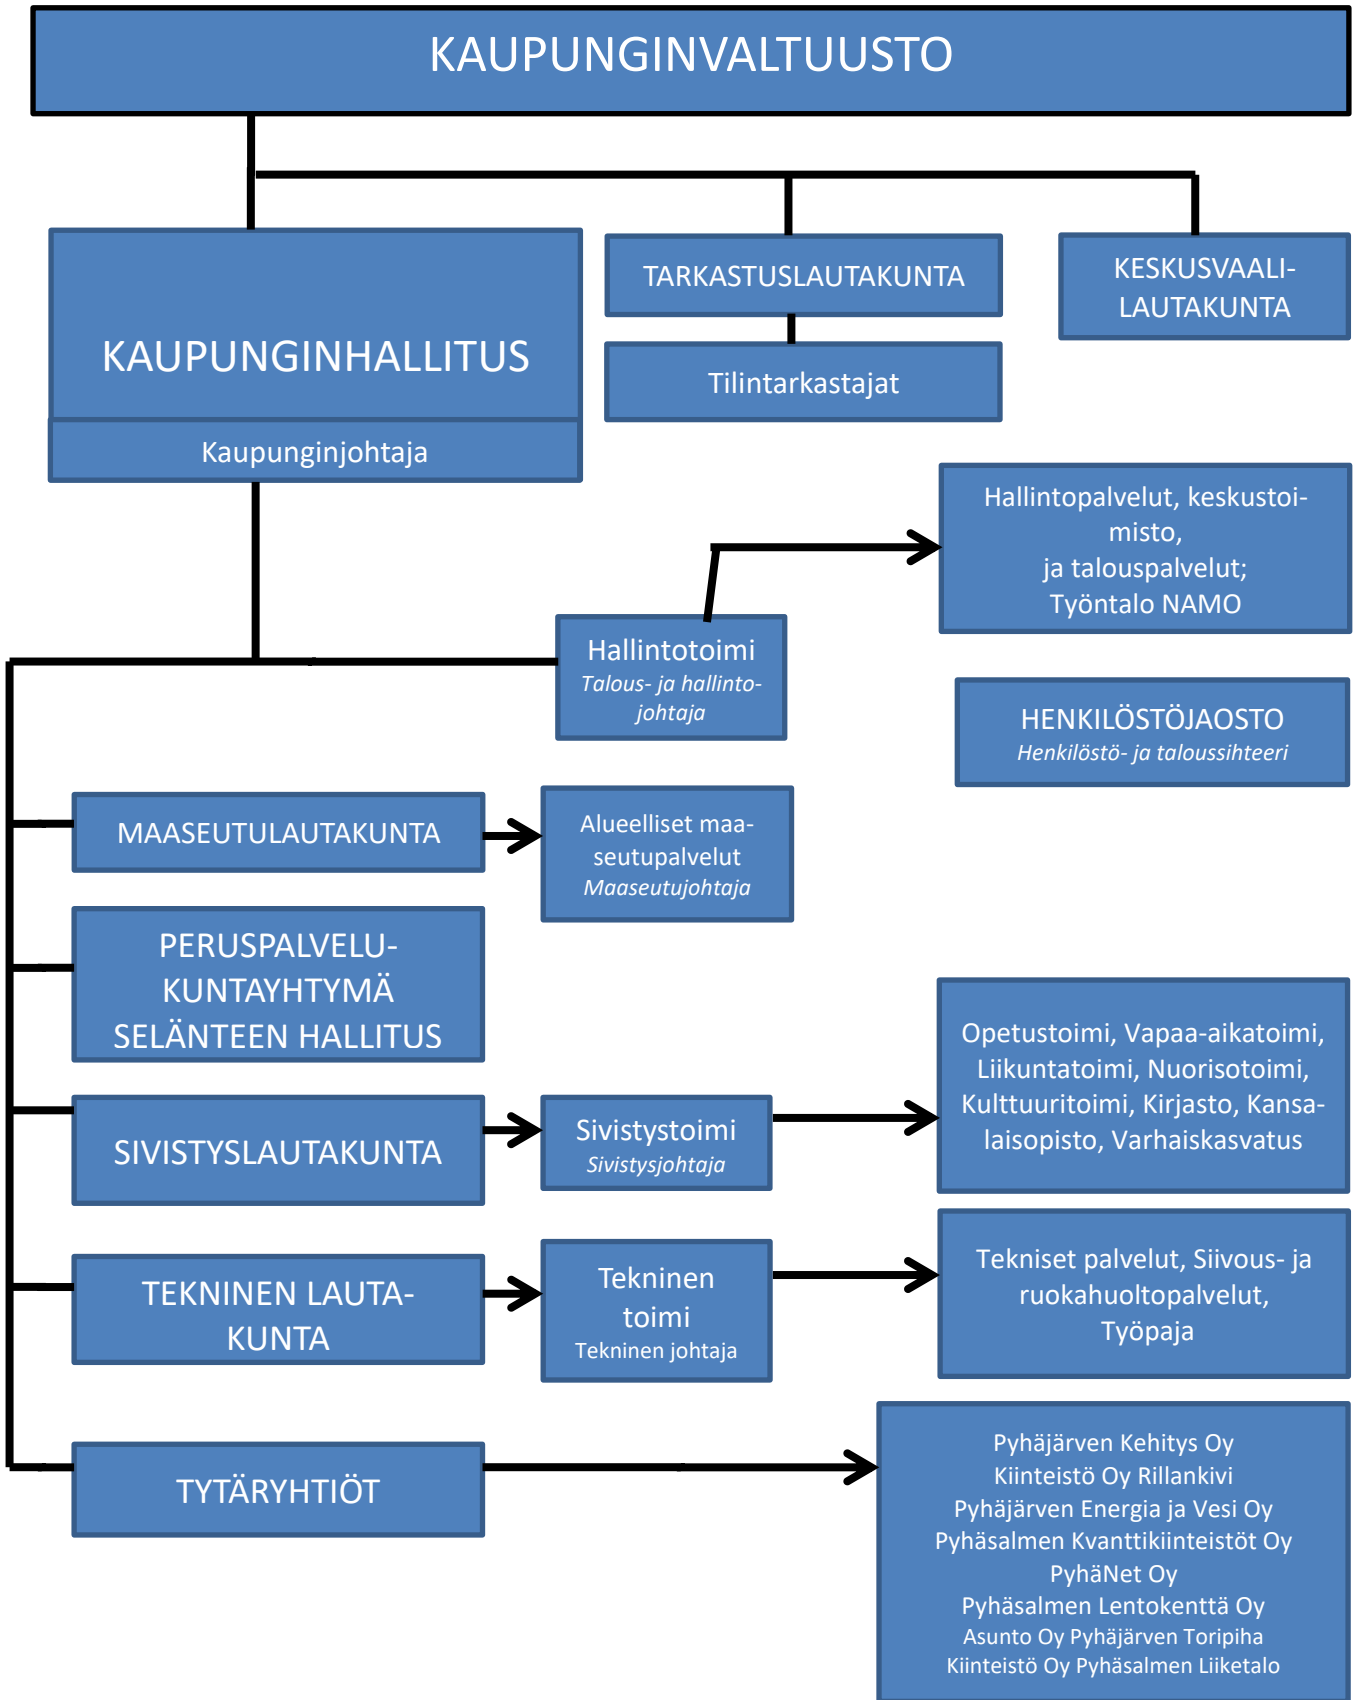 KAUPUNGINVALTUUSTO
KAUPUNGINHALLITUS
Kaupunginjohtaja
TARKASTUSLAUTAKUNTA
Tilintarkastajat
KESKUSVAALI-
LAUTAKUNTA
Hallintopalvelut, keskustoi-
misto,
ja talouspalvelut;
Työntalo NAMO
Hallintotoimi
Talous- ja hallinto-
johtaja
HENKILÖSTÖJAOSTO
Henkilöstö- ja taloussihteeri
MAASEUTULAUTAKUNTA
Alueelliset maa-
seutupalvelut
Maaseutujohtaja
PERUSPALVELU-
KUNTAYHTYMÄ
SELÄNTEEN HALLITUS
SIVISTYSLAUTAKUNTA
Sivistystoimi
Sivistysjohtaja
Opetustoimi, Vapaa-aikatoimi,
Liikuntatoimi, Nuorisotoimi,
Kulttuuritoimi, Kirjasto, Kansa-
laisopisto, Varhaiskasvatus
TEKNINEN LAUTA-
KUNTA
Tekninen
toimi
Tekninen johtaja
Tekniset palvelut, Siivous- ja
ruokahuoltopalvelut,
Työpaja
TYTÄRYHTIÖT
Pyhäjärven Kehitys Oy
Kiinteistö Oy Rillankivi
Pyhäjärven Energia ja Vesi Oy
Pyhäsalmen Kvanttikiinteistöt Oy
PyhäNet Oy
Pyhäsalmen Lentokenttä Oy
Asunto Oy Pyhäjärven Toripiha
Kiinteistö Oy Pyhäsalmen Liiketalo